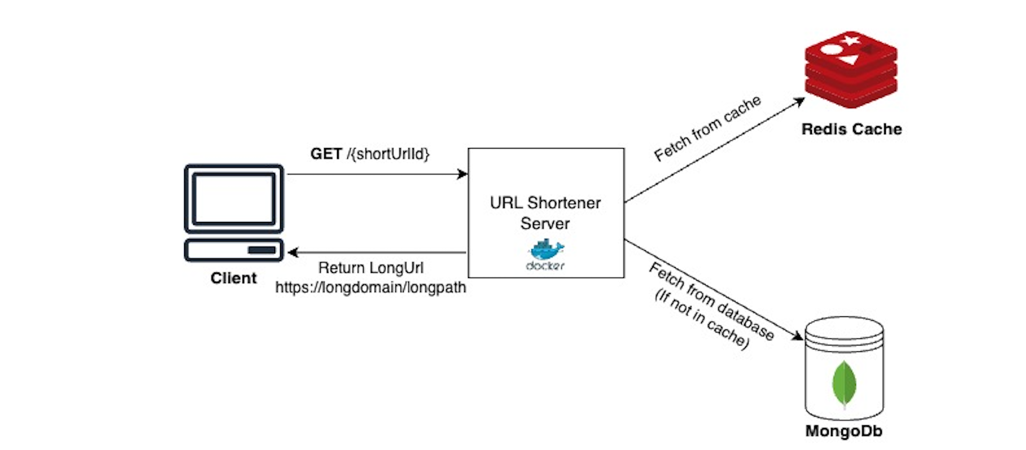 GET /{shortUrlId}
Fetch from cache
Redis Cache
URL Shortener
Server
docker
Client
Return LongUrl
https://longdomain/longpath
Fetch from database
(If not in cache)
MongoDb